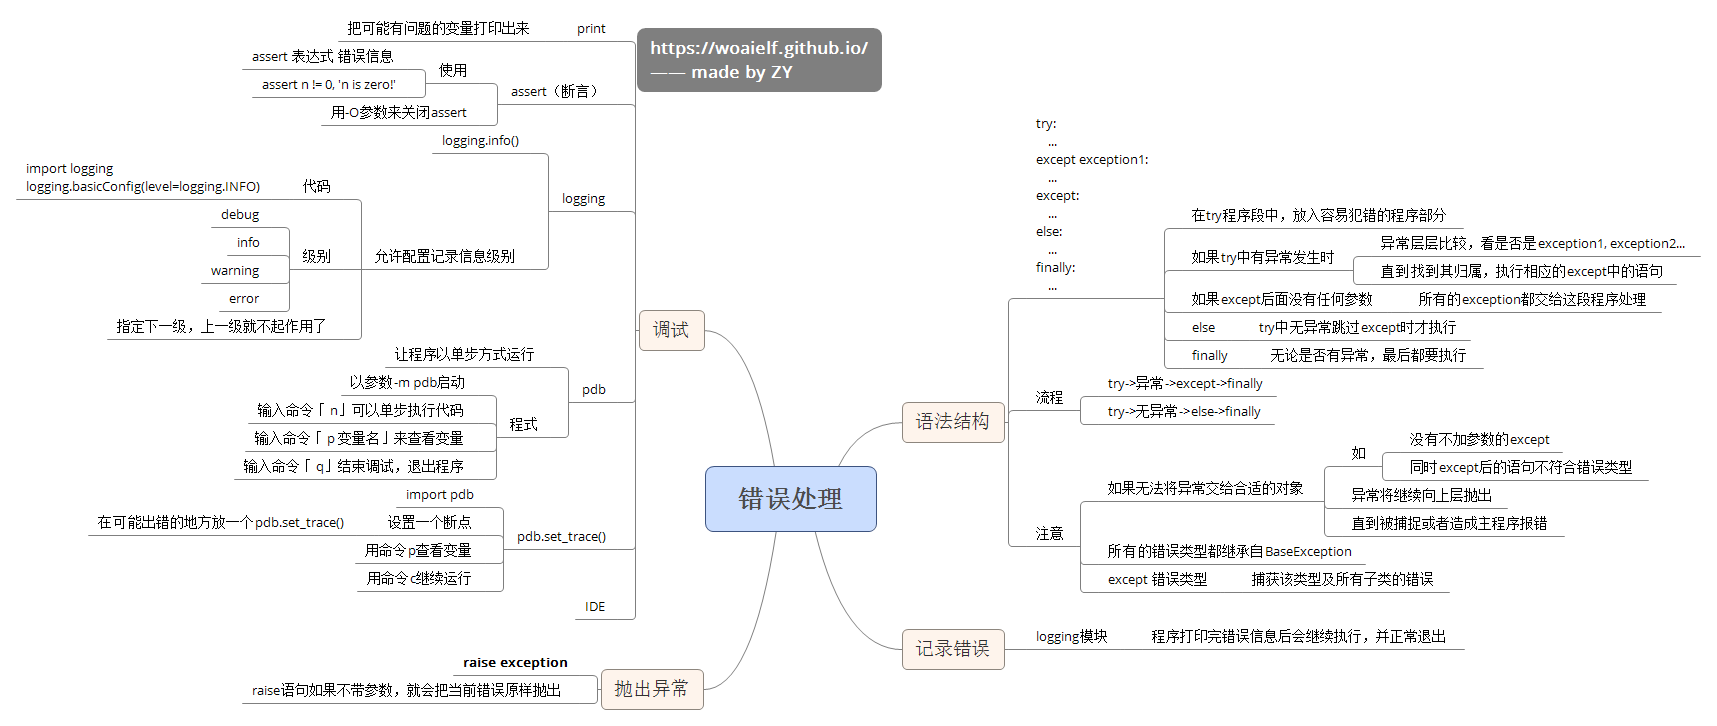 https://woaielf.github.io/
—— made by ZY
错误处理
调试
print
把可能有问题的变量打印出来
assert（断言）
使用
assert 表达式 错误信息
assert n != 0, 'n is zero!'
用-O参数来关闭assert
logging
logging.info()
允许配置记录信息级别
代码
import logging
logging.basicConfig(level=logging.INFO)
级别
debug
info
warning
error
指定下一级，上一级就不起作用了
pdb
让程序以单步方式运行
程式
以参数-m pdb启动
输入命令「 n」可以单步执行代码
输入命令「 p 变量名」来查看变量
输入命令「 q」结束调试，退出程序
pdb.set_trace()
import pdb
设置一个断点
在可能出错的地方放一个pdb.set_trace()
用命令p查看变量
用命令c继续运行
IDE
抛出异常
raise exception
raise语句如果不带参数，就会把当前错误原样抛出
语法结构
try:
...
except exception1:
...
except:
...
else:
...
finally:
...
在try程序段中，放入容易犯错的程序部分
如果try中有异常发生时
异常层层比较，看是否是exception1, exception2...
直到找到其归属，执行相应的except中的语句
如果except后面没有任何参数
所有的exception都交给这段程序处理
else
try中无异常跳过except时才执行
finally
无论是否有异常，最后都要执行
流程
try->异常->except->finally
try->无异常->else->finally
注意
如果无法将异常交给合适的对象
如
没有不加参数的except
同时except后的语句不符合错误类型
异常将继续向上层抛出
直到被捕捉或者造成主程序报错
所有的错误类型都继承自BaseException
except 错误类型
捕获该类型及所有子类的错误
记录错误
logging模块
程序打印完错误信息后会继续执行，并正常退出